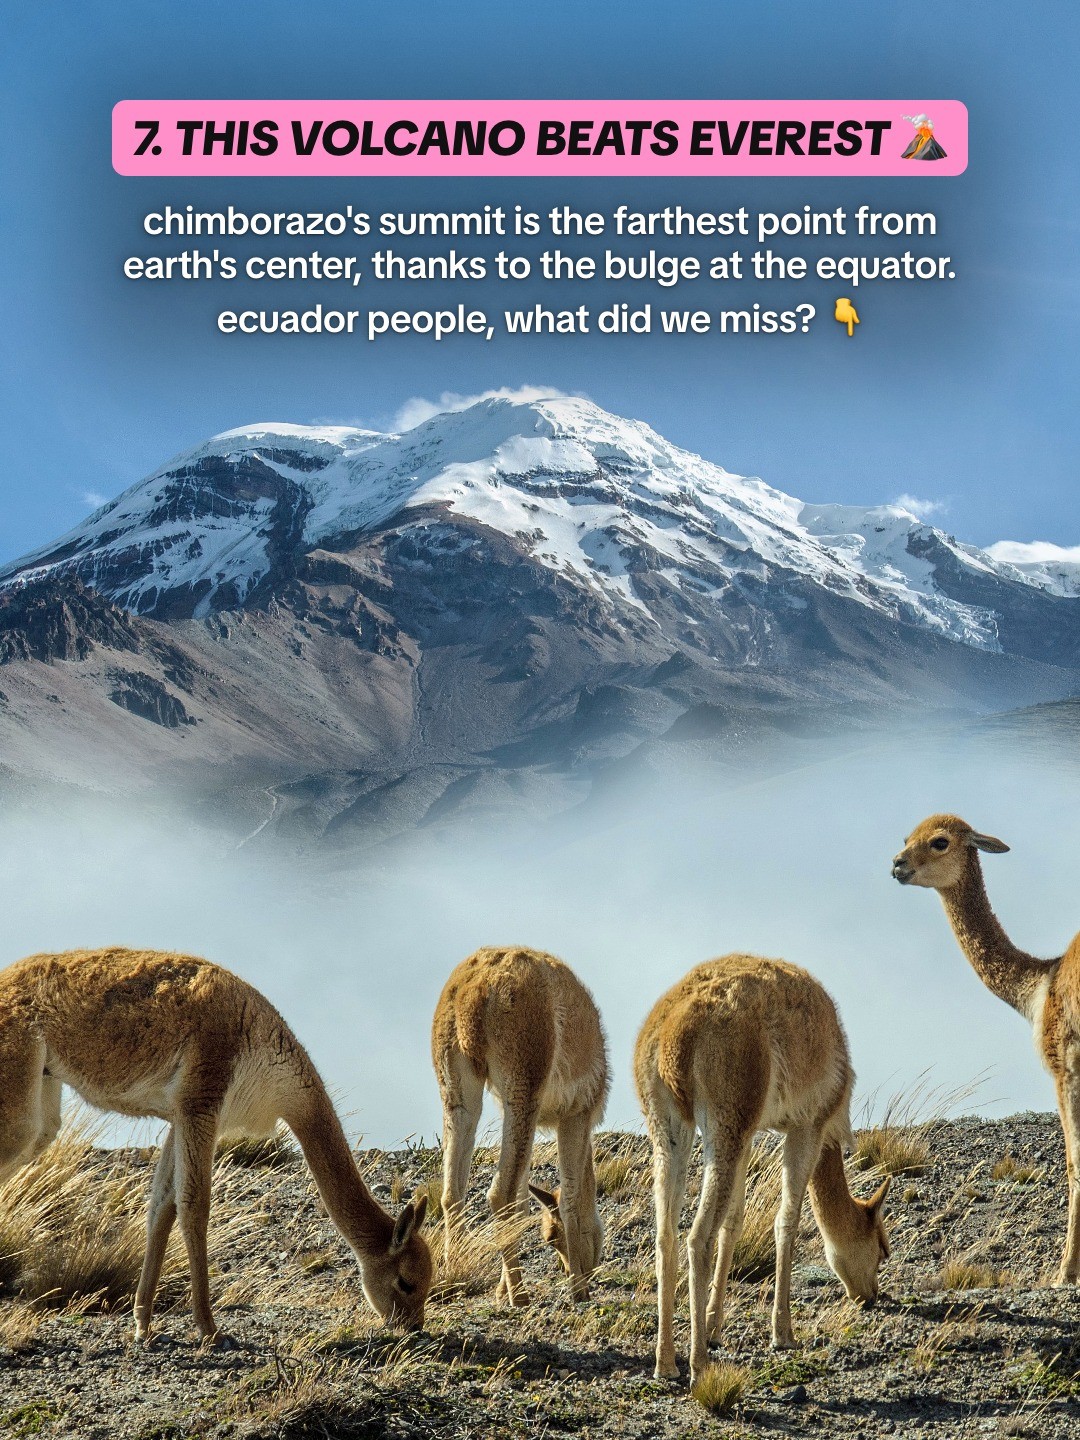 7. THIS VOLCANO BEATS EVEREST 🌋
chimborazo's summit is the farthest point from
earth's center, thanks to the bulge at the equator.
ecuador people, what did we miss? 👇